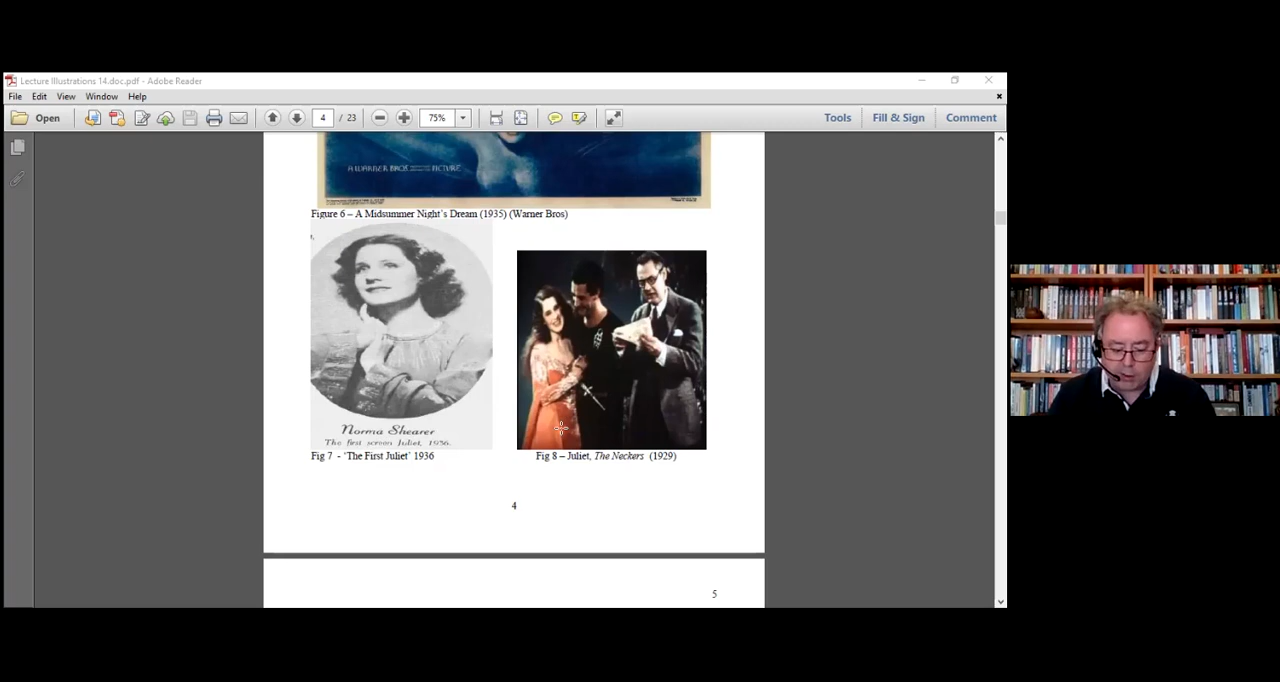 Lecture Illustrations 14.doc.pdf - Adobe Reader
File Edit View Window Help
Open 4 / 23 75% Tools Fill & Sign Comment
A WARNER BROS PICTURE
Figure 6 – A Midsummer Night's Dream (1935) (Warner Bros)
Norma Shearer
The first screen Juliet, 1936.
Fig 7 - 'The First Juliet' 1936
Fig 8 – Juliet, The Neckers (1929)
4
5